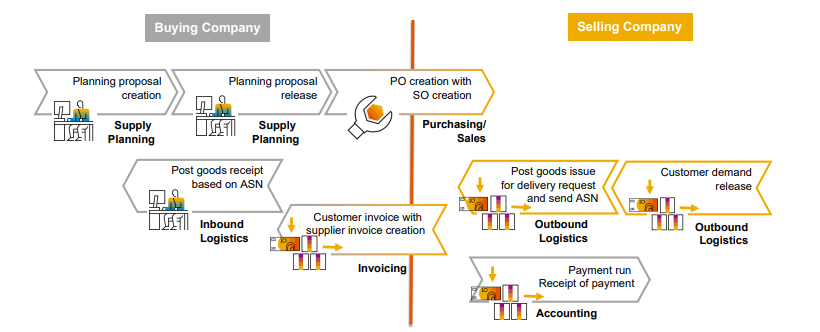 Buying Company
Selling Company
Planning proposal
creation
Supply
Planning
Planning proposal
release
Supply
Planning
PO creation with
SO creation
Purchasing/
Sales
Post goods receipt
based on ASN
Inbound
Logistics
Customer invoice with
supplier invoice creation
Invoicing
Post goods issue
for delivery request
and send ASN
Outbound
Logistics
Customer demand
release
Outbound
Logistics
Payment run
Receipt of payment
Accounting